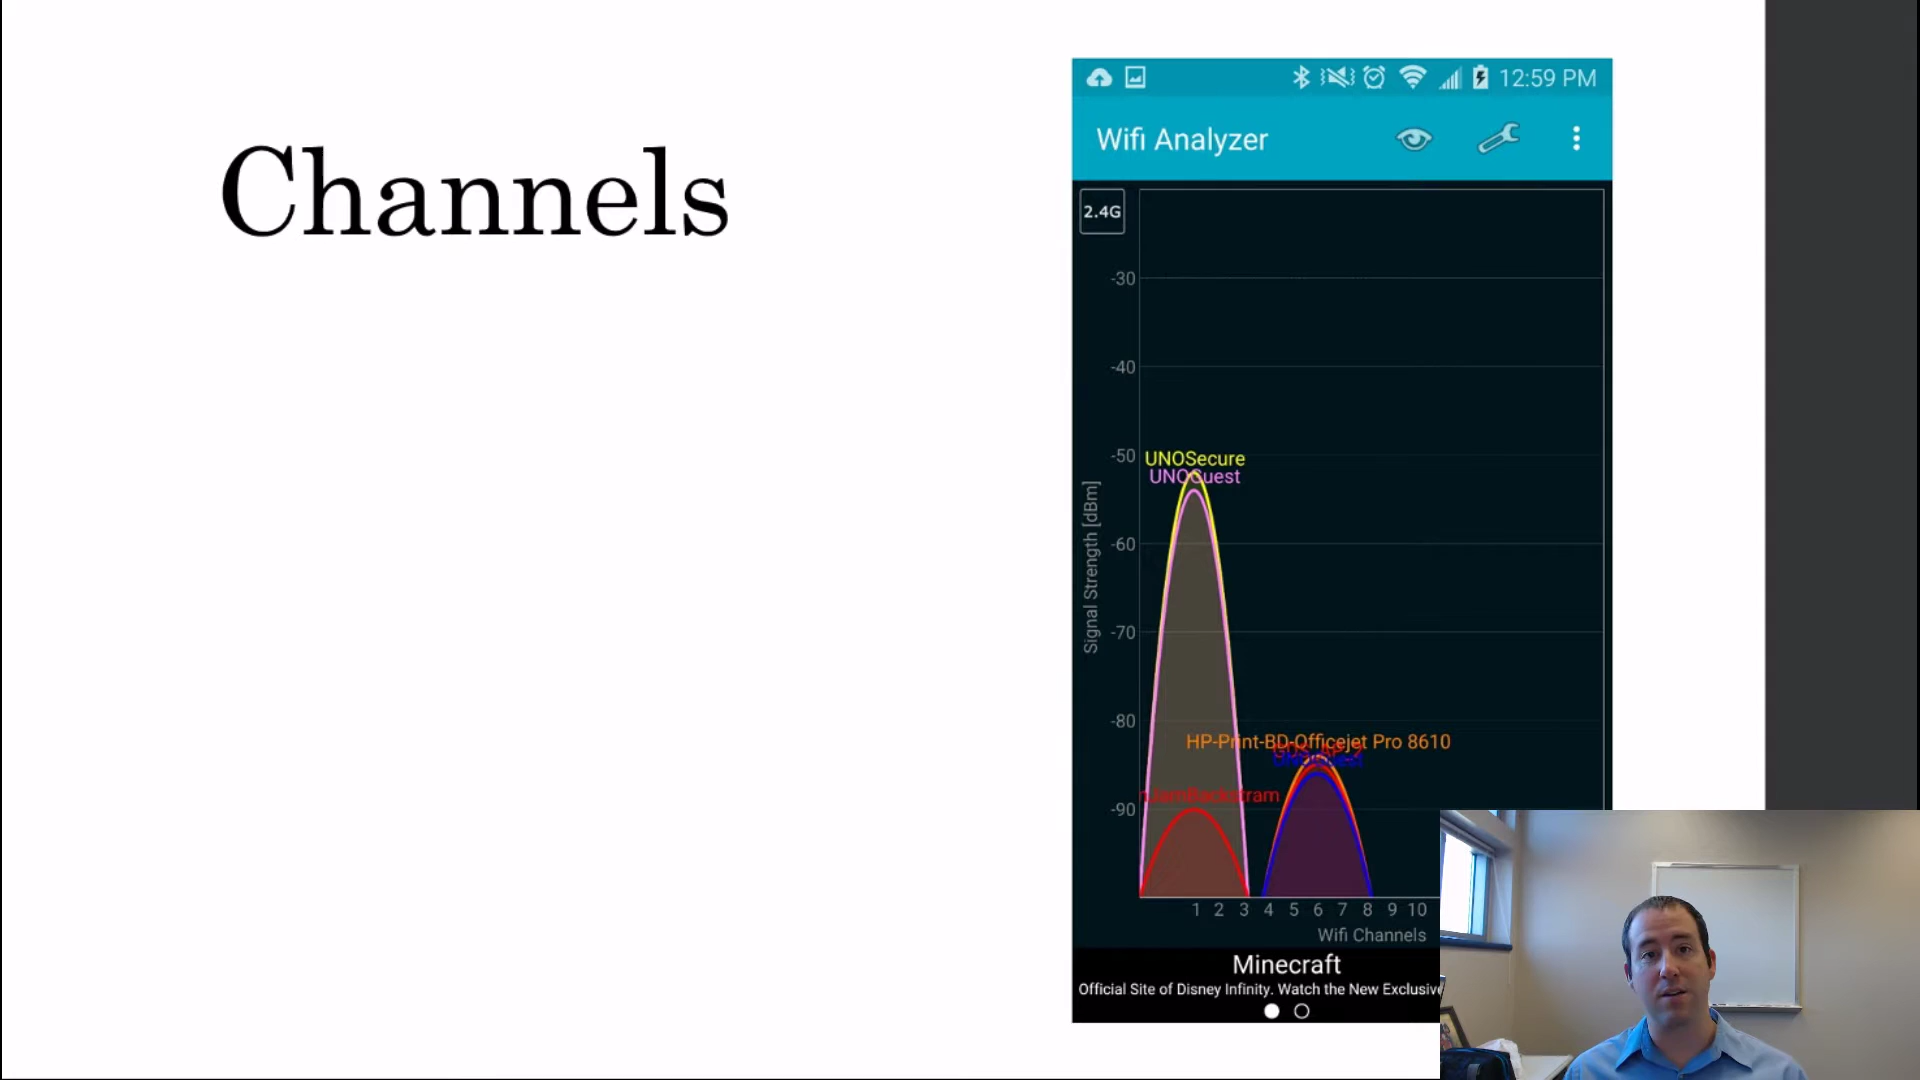 Channels
12:59 PM
Wifi Analyzer
2.4G
-30
-40
-50
UNOSecure
UNOGuest
Signal Strength [dBm]
-60
-70
-80
HP-Print-BD-Officejet Pro 8610
UNOGuest
-90
1 2 3 4 5 6 7 8 9 10
Wifi Channels
Minecraft
Official Site of Disney Infinity. Watch the New Exclusive